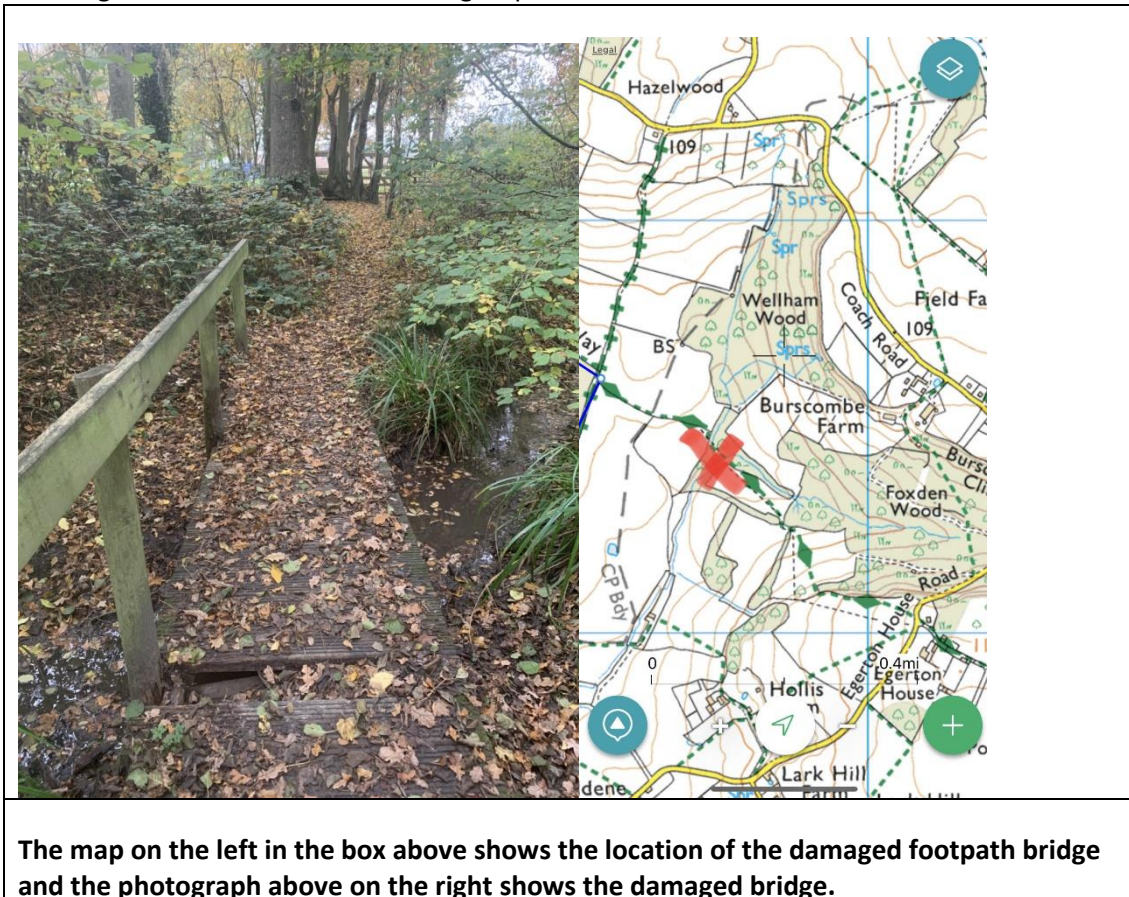 Legal
Hazelwood
109
Spr
Sprs
Spr
Wellham
Wood
Coach Road
Field Fa
109
BS
Sprs
Burscombe
Farm
Foxden
Wood
CP Bdy
Egerton House Road
0
0.4mi
Egerton
House
Hollis
Lark Hill
Farm
dene
The map on the left in the box above shows the location of the damaged footpath bridge
and the photograph above on the right shows the damaged bridge.